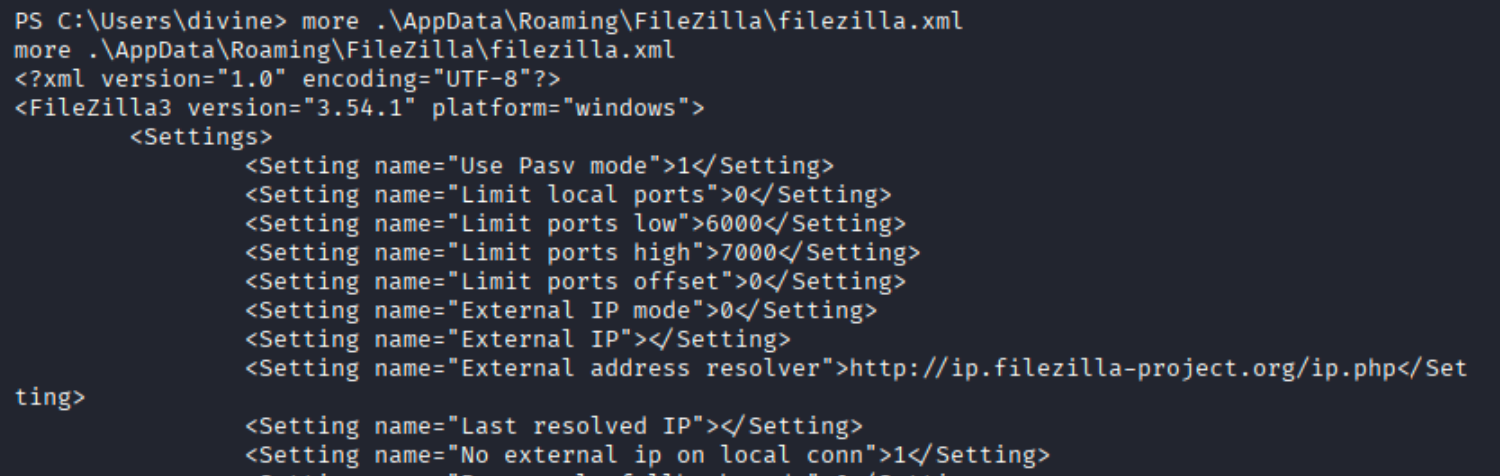 PS C:\Users\divine> more .\AppData\Roaming\FileZilla\filezilla.xml
more .\AppData\Roaming\FileZilla\filezilla.xml
<?xml version="1.0" encoding="UTF-8"?>
<FileZilla3 version="3.54.1" platform="windows">
<Settings>
<Setting name="Use Pasv mode">1</Setting>
<Setting name="Limit local ports">0</Setting>
<Setting name="Limit ports low">6000</Setting>
<Setting name="Limit ports high">7000</Setting>
<Setting name="Limit ports offset">0</Setting>
<Setting name="External IP mode">0</Setting>
<Setting name="External IP"></Setting>
<Setting name="External address resolver">http://ip.filezilla-project.org/ip.php</Set
ting>
<Setting name="Last resolved IP"></Setting>
<Setting name="No external ip on local conn">1</Setting>